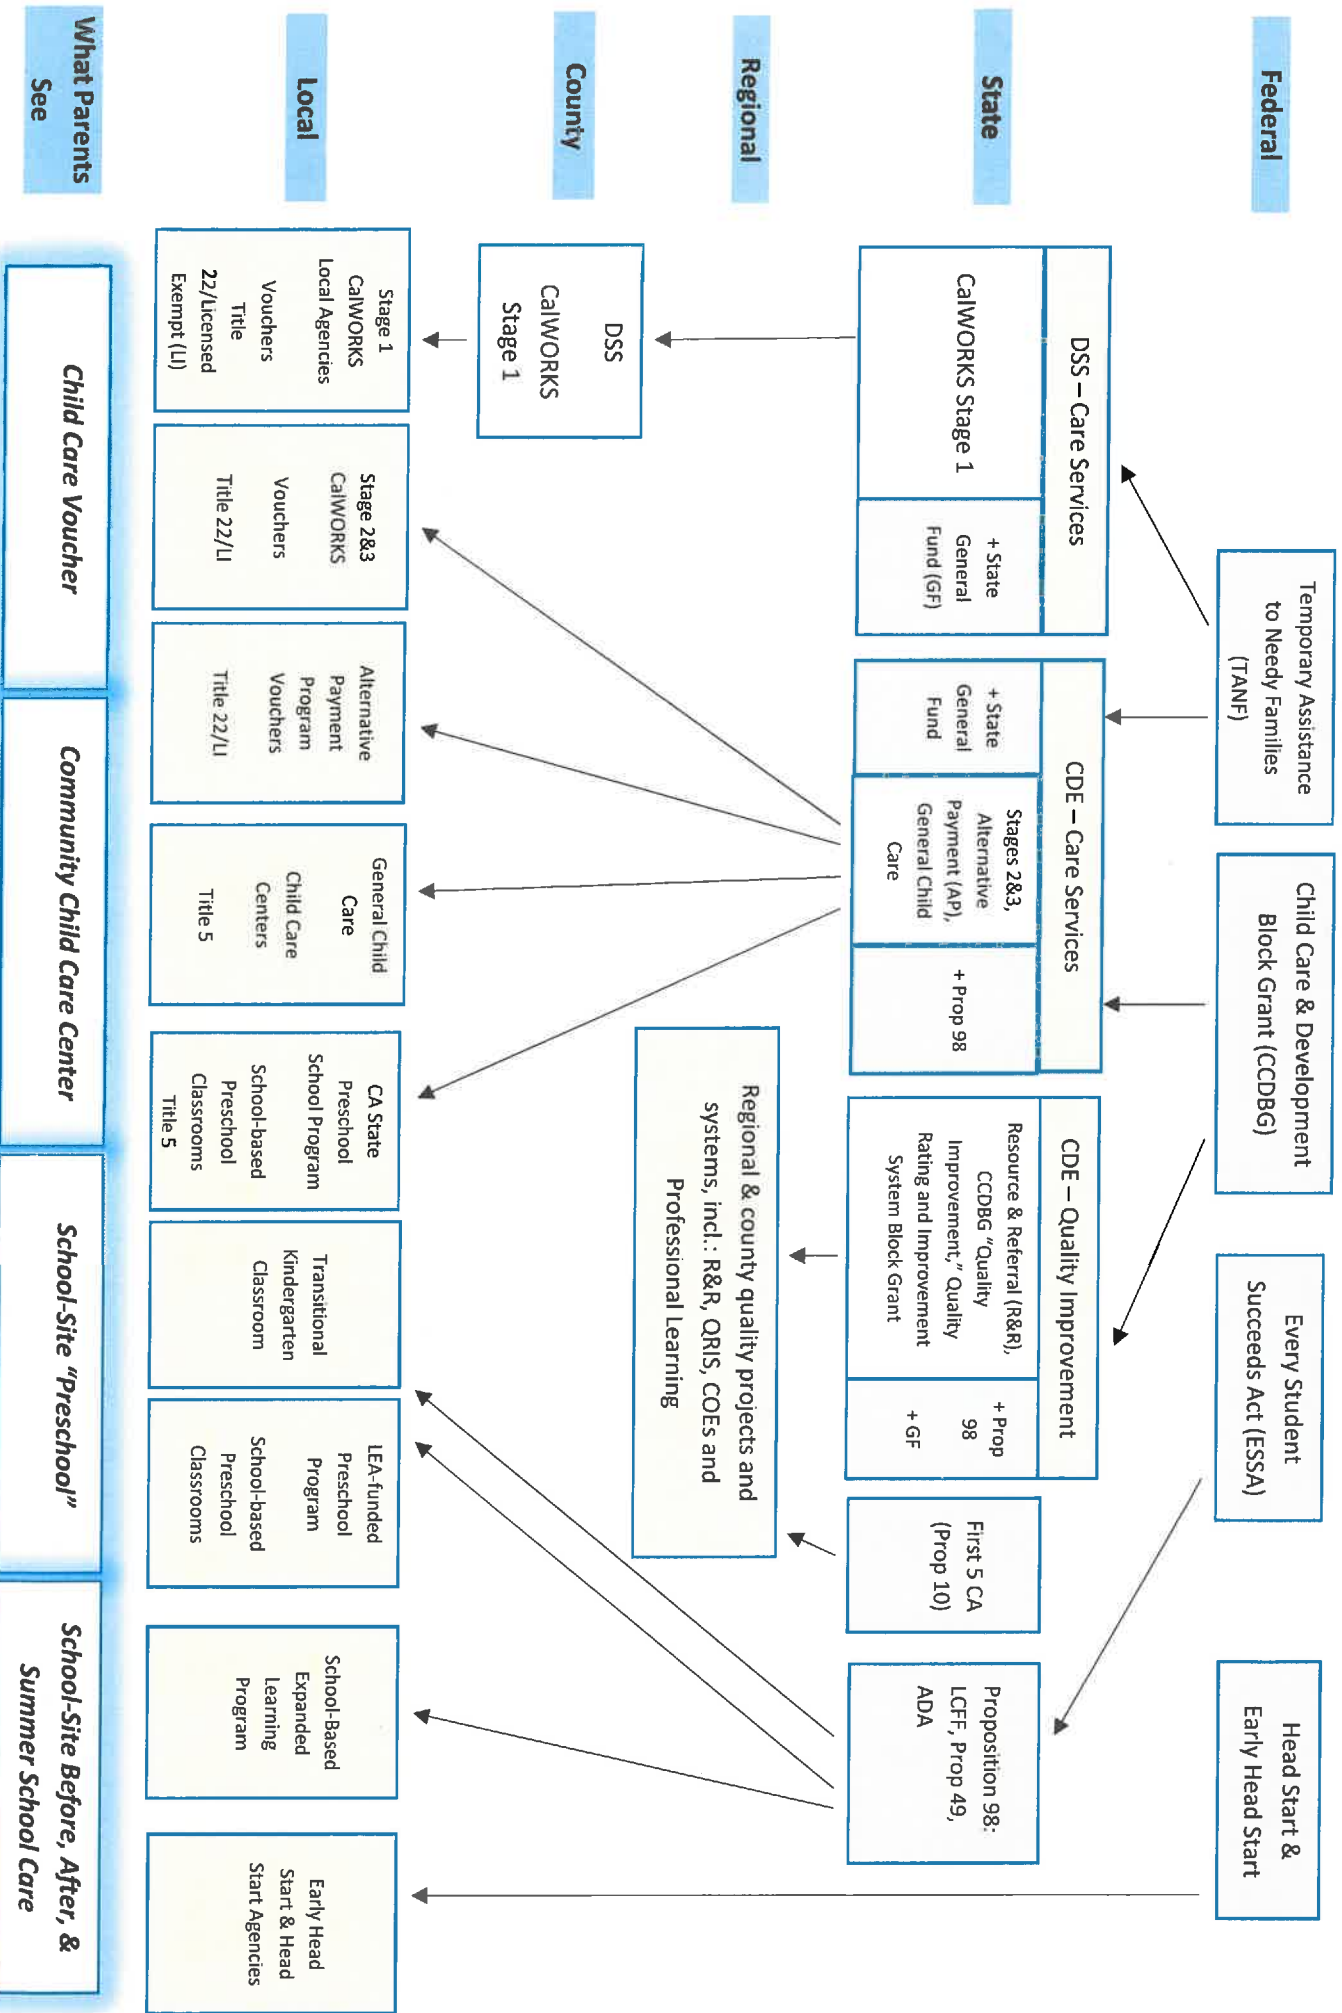 Federal
Temporary Assistance
to Needy Families
(TANF)
Child Care & Development
Block Grant (CCDBG)
Every Student
Succeeds Act (ESSA)
Head Start &
Early Head Start
State
DSS – Care Services
CalWORKS Stage 1
+ State
General
Fund (GF)
CDE – Care Services
+ State
General
Fund
Stages 2&3,
Alternative
Payment (AP),
General Child
Care
+ Prop 98
CDE – Quality Improvement
Resource & Referral (R&R),
CCDBG "Quality
Improvement," Quality
Rating and Improvement
System Block Grant
+ Prop
98
+ GF
First 5 CA
(Prop 10)
Proposition 98:
LCFF, Prop 49,
ADA
Regional
Regional & county quality projects and
systems, incl.: R&R, QRIS, COEs and
Professional Learning
County
DSS
CalWORKS
Stage 1
Local
Stage 1
CalWORKS
Local Agencies
Vouchers
Title
22/Licensed
Exempt (LI)
Stage 2&3
CalWORKS
Vouchers
Title 22/LI
Alternative
Payment
Program
Vouchers
Title 22/LI
General Child
Care
Child Care
Centers
Title 5
CA State
Preschool
School Program
School-based
Preschool
Classrooms
Title 5
Transitional
Kindergarten
Classroom
LEA-funded
Preschool
Program
School-based
Preschool
Classrooms
School-Based
Expanded
Learning
Program
Early Head
Start & Head
Start Agencies
What Parents
See
Child Care Voucher
Community Child Care Center
School-Site "Preschool"
School-Site Before, After, &
Summer School Care